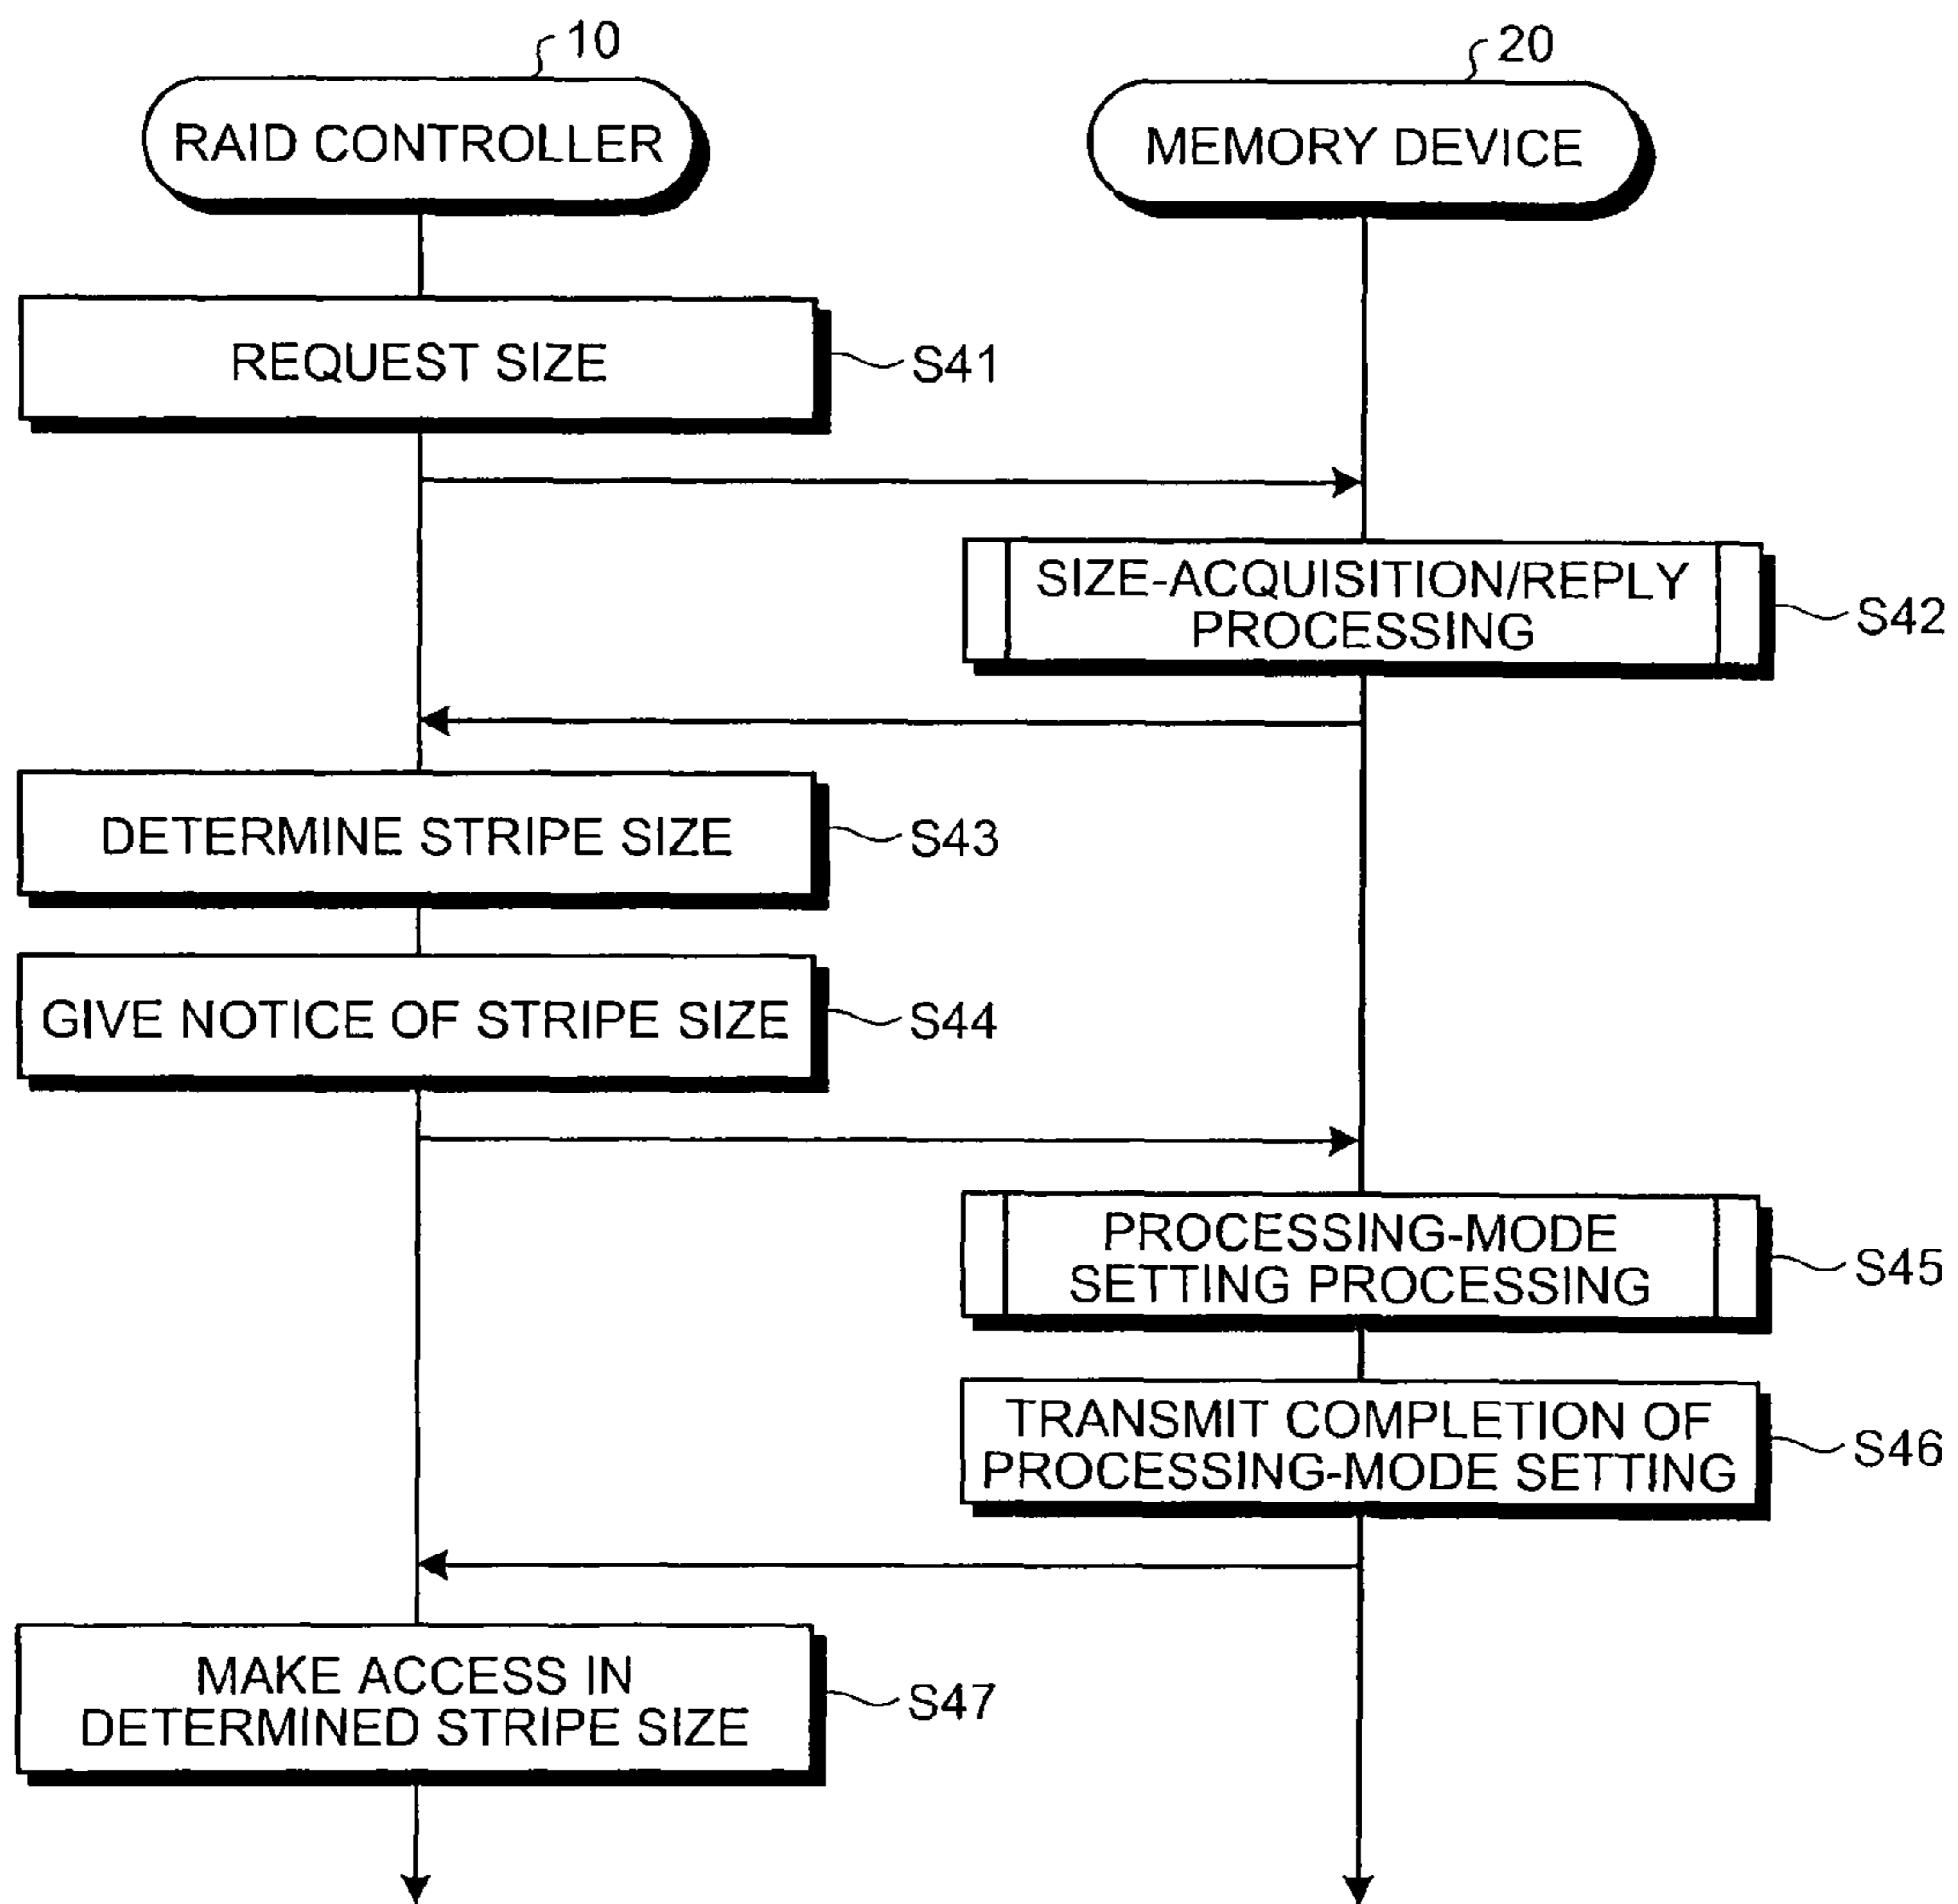 10
20
RAID CONTROLLER
MEMORY DEVICE
REQUEST SIZE
S41
SIZE-ACQUISITION/REPLY
PROCESSING
S42
DETERMINE STRIPE SIZE
S43
GIVE NOTICE OF STRIPE SIZE
S44
PROCESSING-MODE
SETTING PROCESSING
S45
TRANSMIT COMPLETION OF
PROCESSING-MODE SETTING
S46
MAKE ACCESS IN
DETERMINED STRIPE SIZE
S47